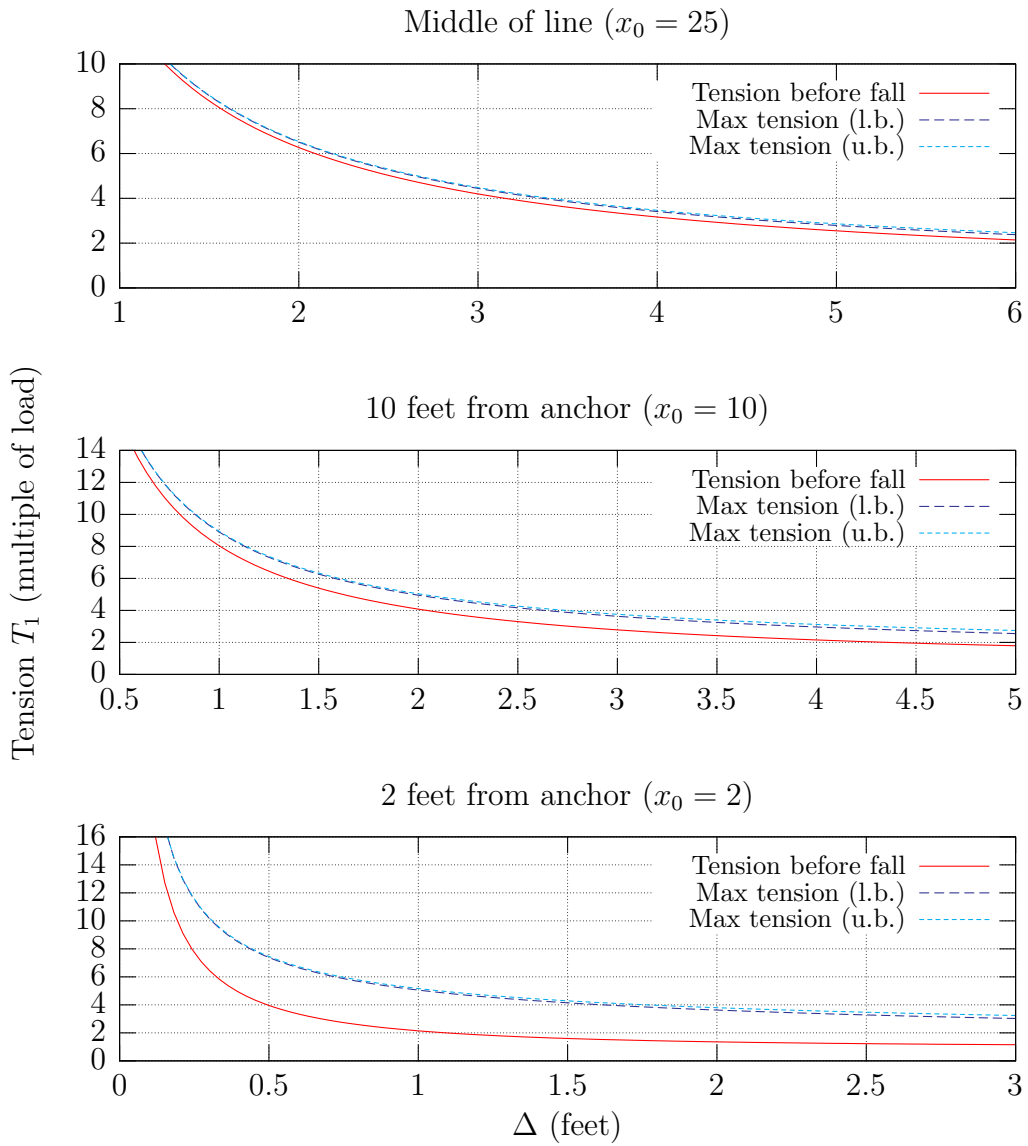 Middle of line (x₀ = 25)
10
8
6
4
2
0
Tension before fall
Max tension (l.b.)
Max tension (u.b.)
1 2 3 4 5 6
Tension T₁ (multiple of load)
10 feet from anchor (x₀ = 10)
14
12
10
8
6
4
2
0
Tension before fall
Max tension (l.b.)
Max tension (u.b.)
0.5 1 1.5 2 2.5 3 3.5 4 4.5 5
2 feet from anchor (x₀ = 2)
16
14
12
10
8
6
4
2
0
Tension before fall
Max tension (l.b.)
Max tension (u.b.)
0 0.5 1 1.5 2 2.5 3
Δ (feet)